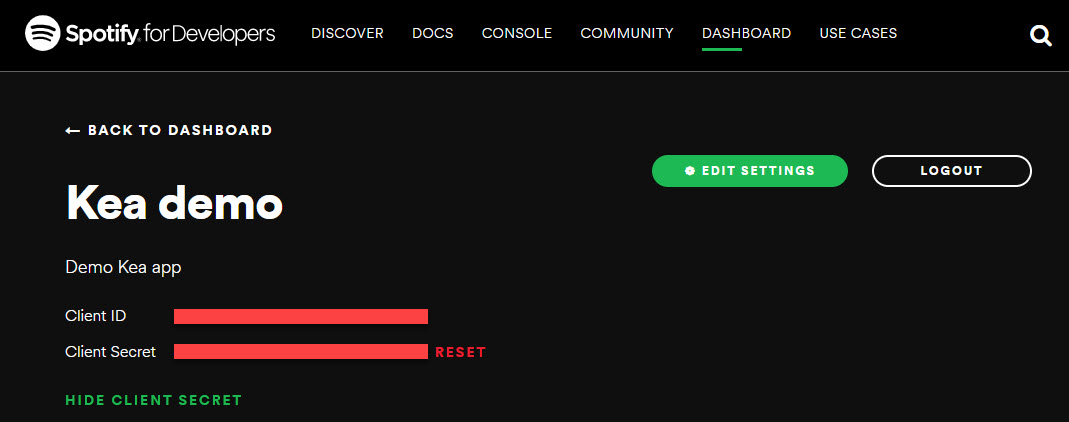 Spotify for Developers DISCOVER DOCS CONSOLE COMMUNITY DASHBOARD USE CASES
← BACK TO DASHBOARD
EDIT SETTINGS LOGOUT
Kea demo
Demo Kea app
Client ID
Client Secret RESET
HIDE CLIENT SECRET